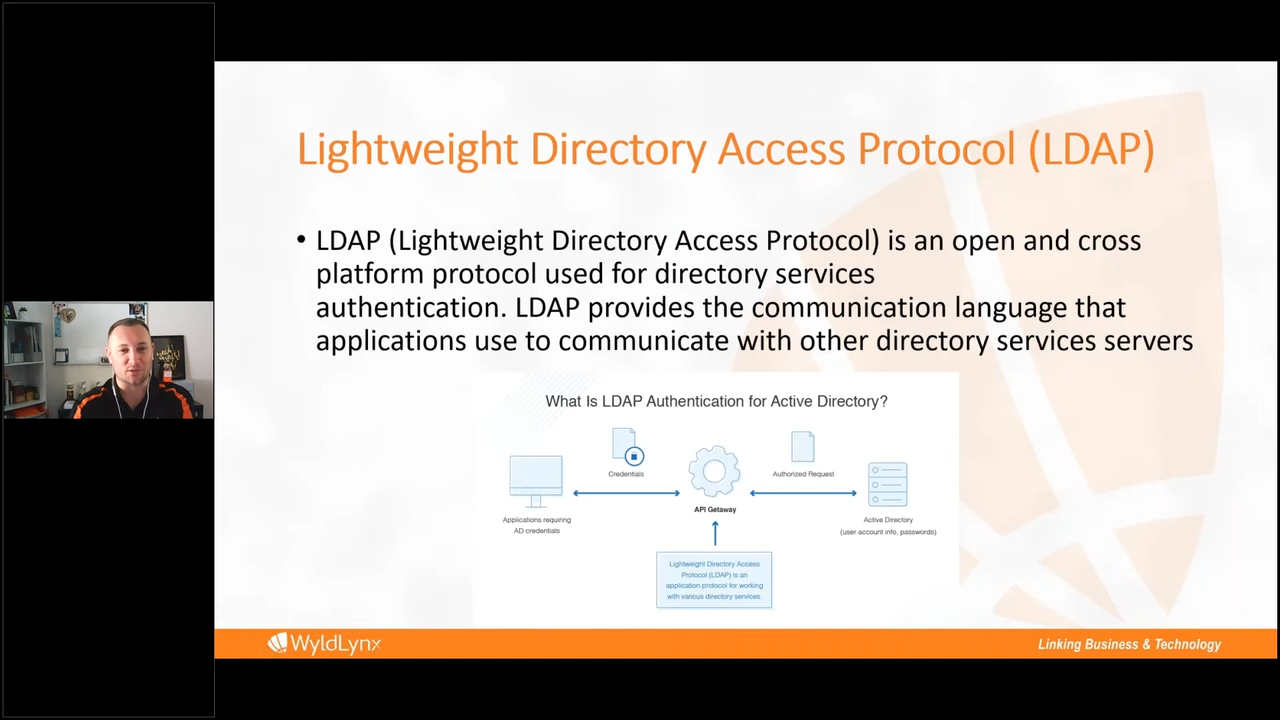 Lightweight Directory Access Protocol (LDAP)
• LDAP (Lightweight Directory Access Protocol) is an open and cross
platform protocol used for directory services
authentication. LDAP provides the communication language that
applications use to communicate with other directory services servers
What Is LDAP Authentication for Active Directory?
Credentials
Authorized Request
API Getaway
Applications requiring
AD credentials
Active Directory
(user account info, passwords)
Lightweight Directory Access
Protocol (LDAP) is an
application protocol for working
with various directory services.
WyldLynx
Linking Business & Technology